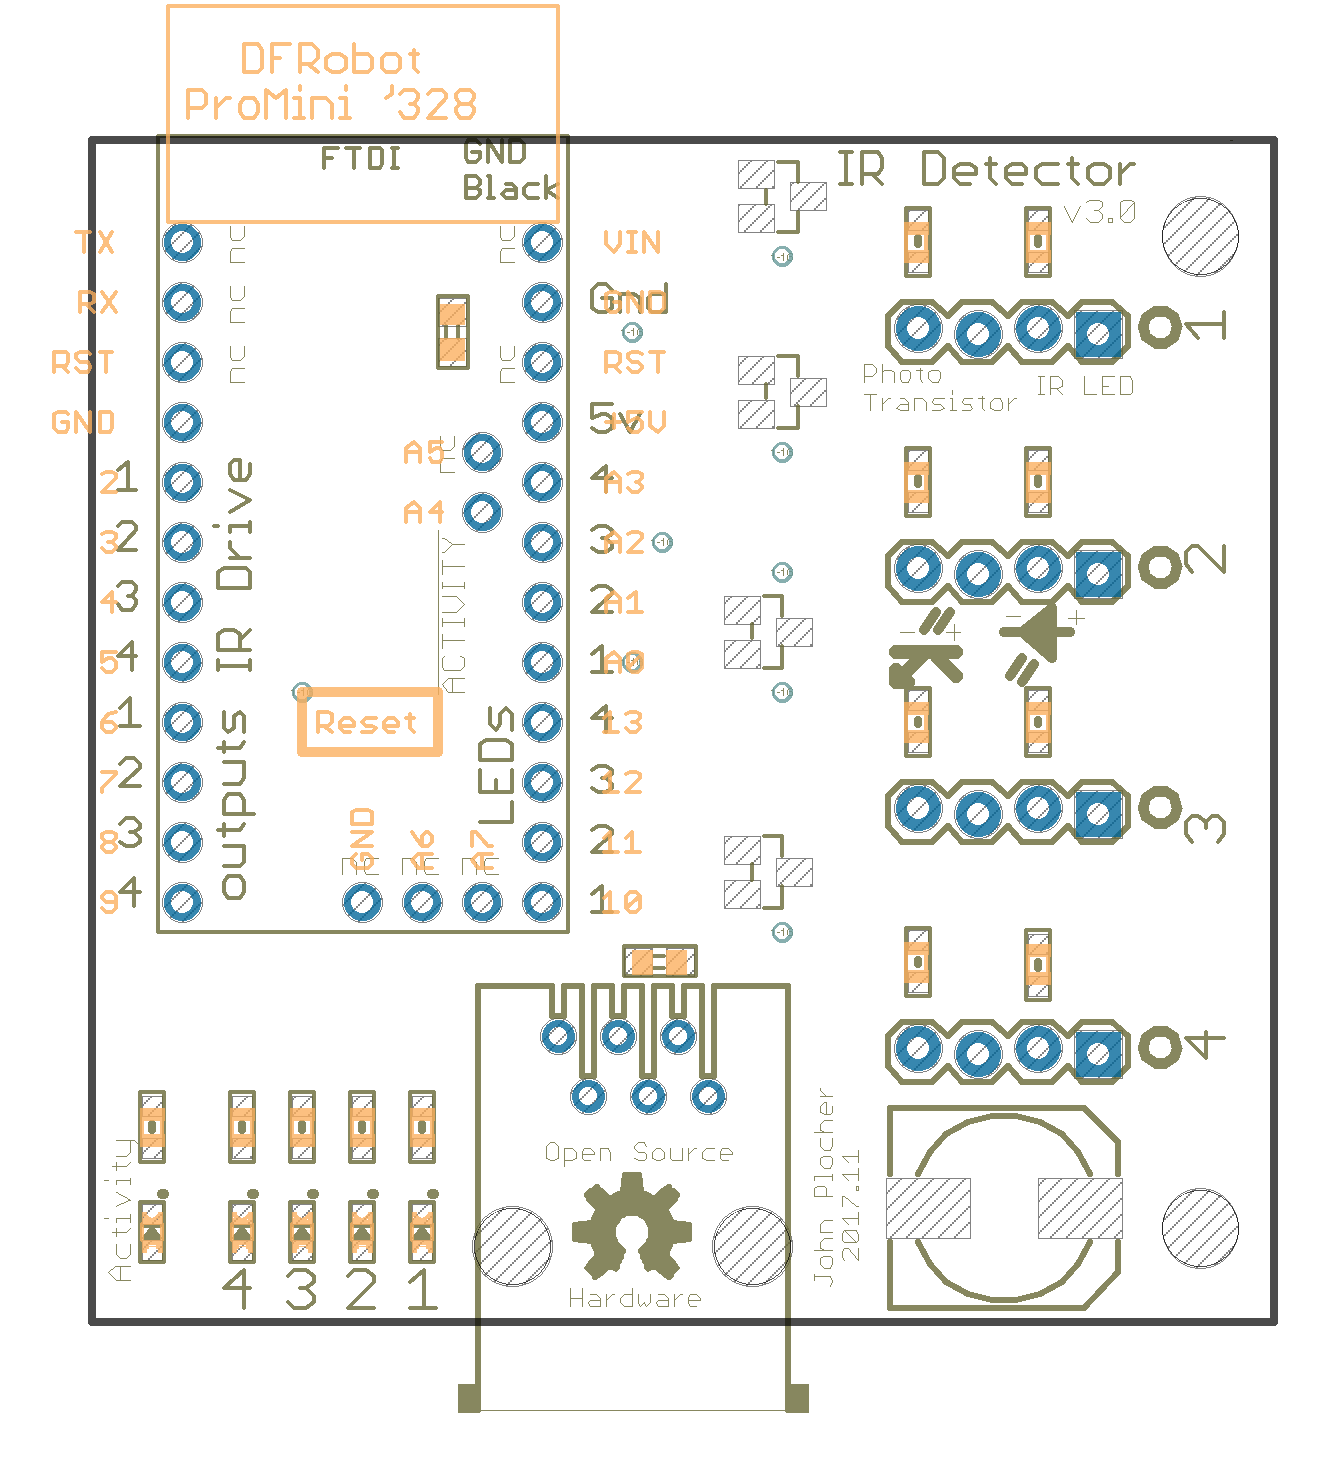 DFRobot
ProMini '328
FTDI
GND
Black
IR Detector
v3.0
TX
nc
nc
VIN
RX
nc
Gnd
GND
RST
nc
nc
RST
GND
5v
+5V
A5
nc
A4
2
1
4
A3
3
2
3
A2
4
3
2
A1
5
4
1
A0
6
1
4
13
7
2
3
12
8
3
2
11
9
4
1
10
IR Drive
outputs
ACTIVITY
Reset
LEDs
GND
A6
A7
nc
nc
nc
1
Photo
Transistor
IR LED
2
-
+
-
+
3
4
Activity
4
3
2
1
Open Source
Hardware
John Plocher
2017.11